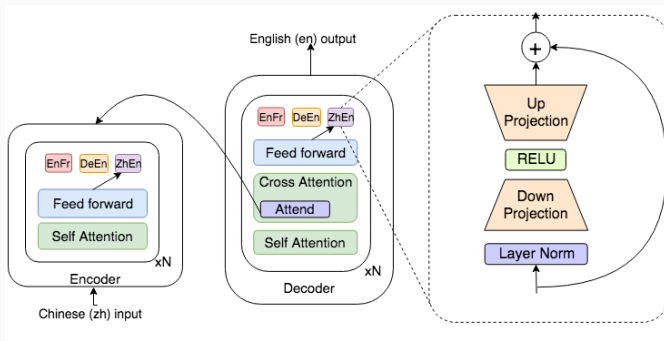 English (en) output
EnFr
DeEn
ZhEn
Feed forward
Self Attention
xN
Encoder
Chinese (zh) input
EnFr
DeEn
ZhEn
Feed forward
Cross Attention
Attend
Self Attention
xN
Decoder
+
Up
Projection
RELU
Down
Projection
Layer Norm